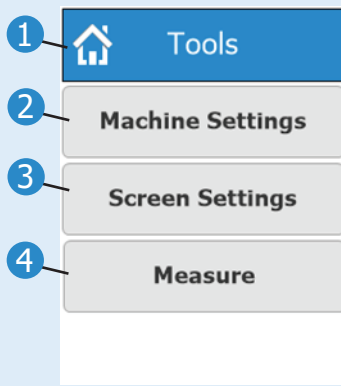 1 Tools
2 Machine Settings
3 Screen Settings
4 Measure